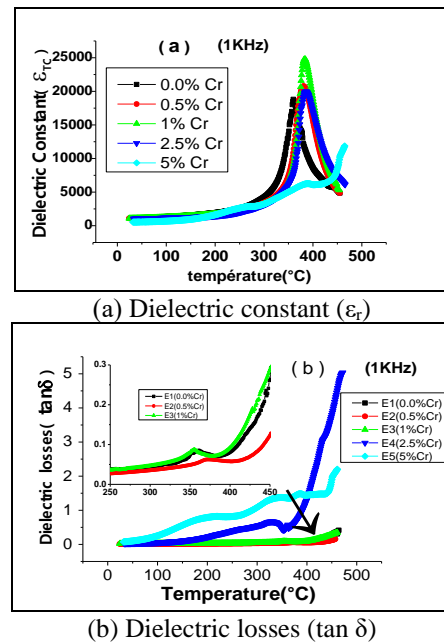 ( a ) (1KHz)
25000
20000
15000
10000
5000
0
0.0% Cr
0.5% Cr
1% Cr
2.5% Cr
5% Cr
Dielectric Constant( ε_TC )
0 100 200 300 400 500
température(°C)
(a) Dielectric constant (εr)
( b ) (1KHz)
5
4
3
2
1
0
0.3
0.2
0.1
0.0
250 300 350 400 450
E1(0.0%Cr)
E2(0.5%Cr)
E3(1%Cr)
E1(0.0%Cr)
E2(0.5%Cr)
E3(1%Cr)
E4(2.5%Cr)
E5(5%Cr)
Dielectric losses( tanδ)
0 100 200 300 400 500
Temperature(°C)
(b) Dielectric losses (tan δ)